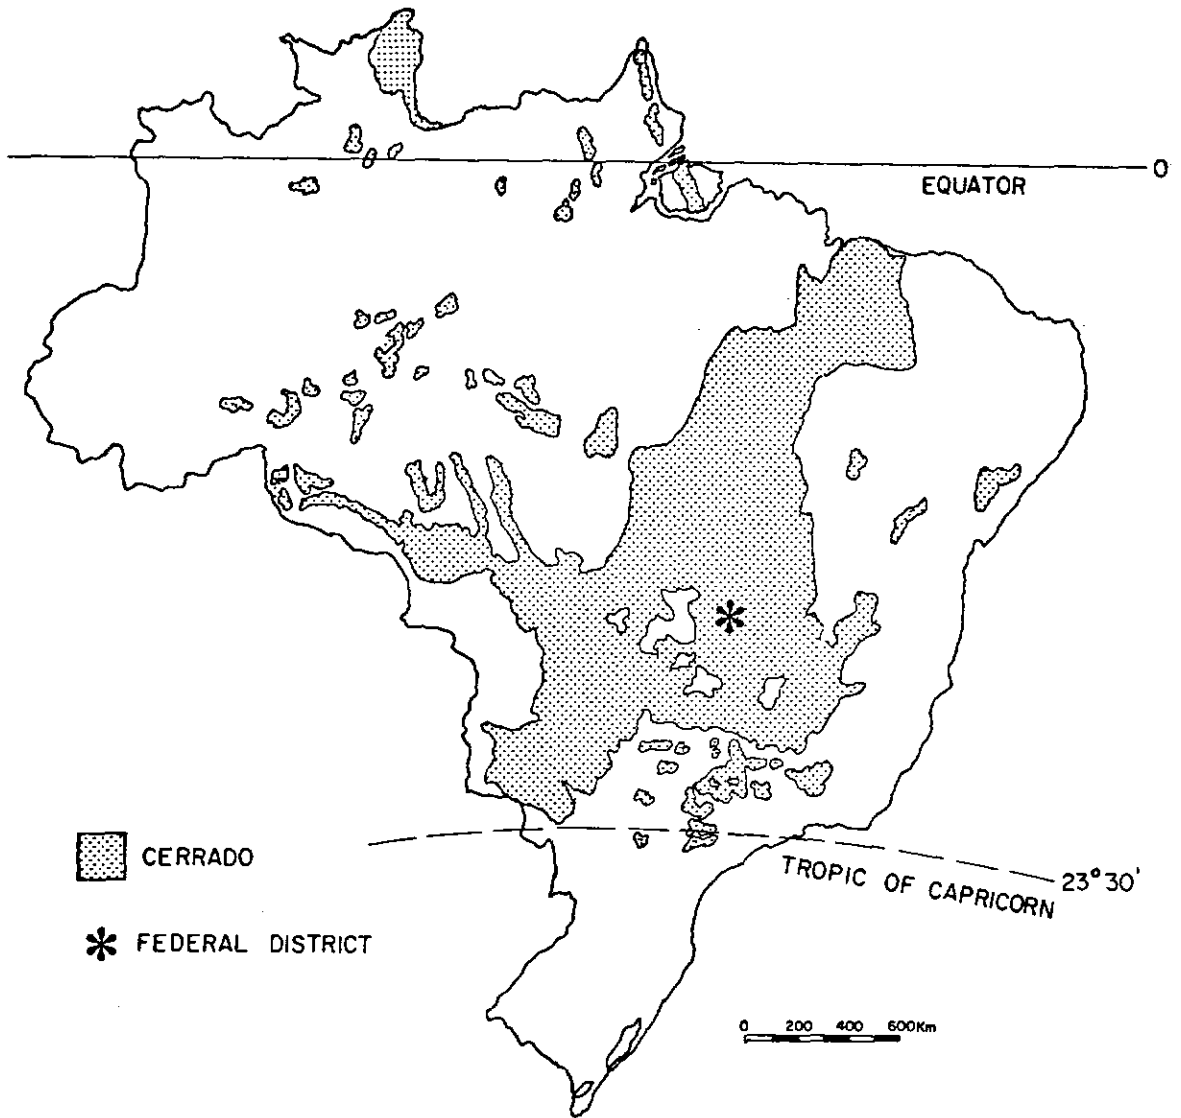 0
EQUATOR
CERRADO
TROPIC OF CAPRICORN
23°30'
FEDERAL DISTRICT
0 200 400 600Km